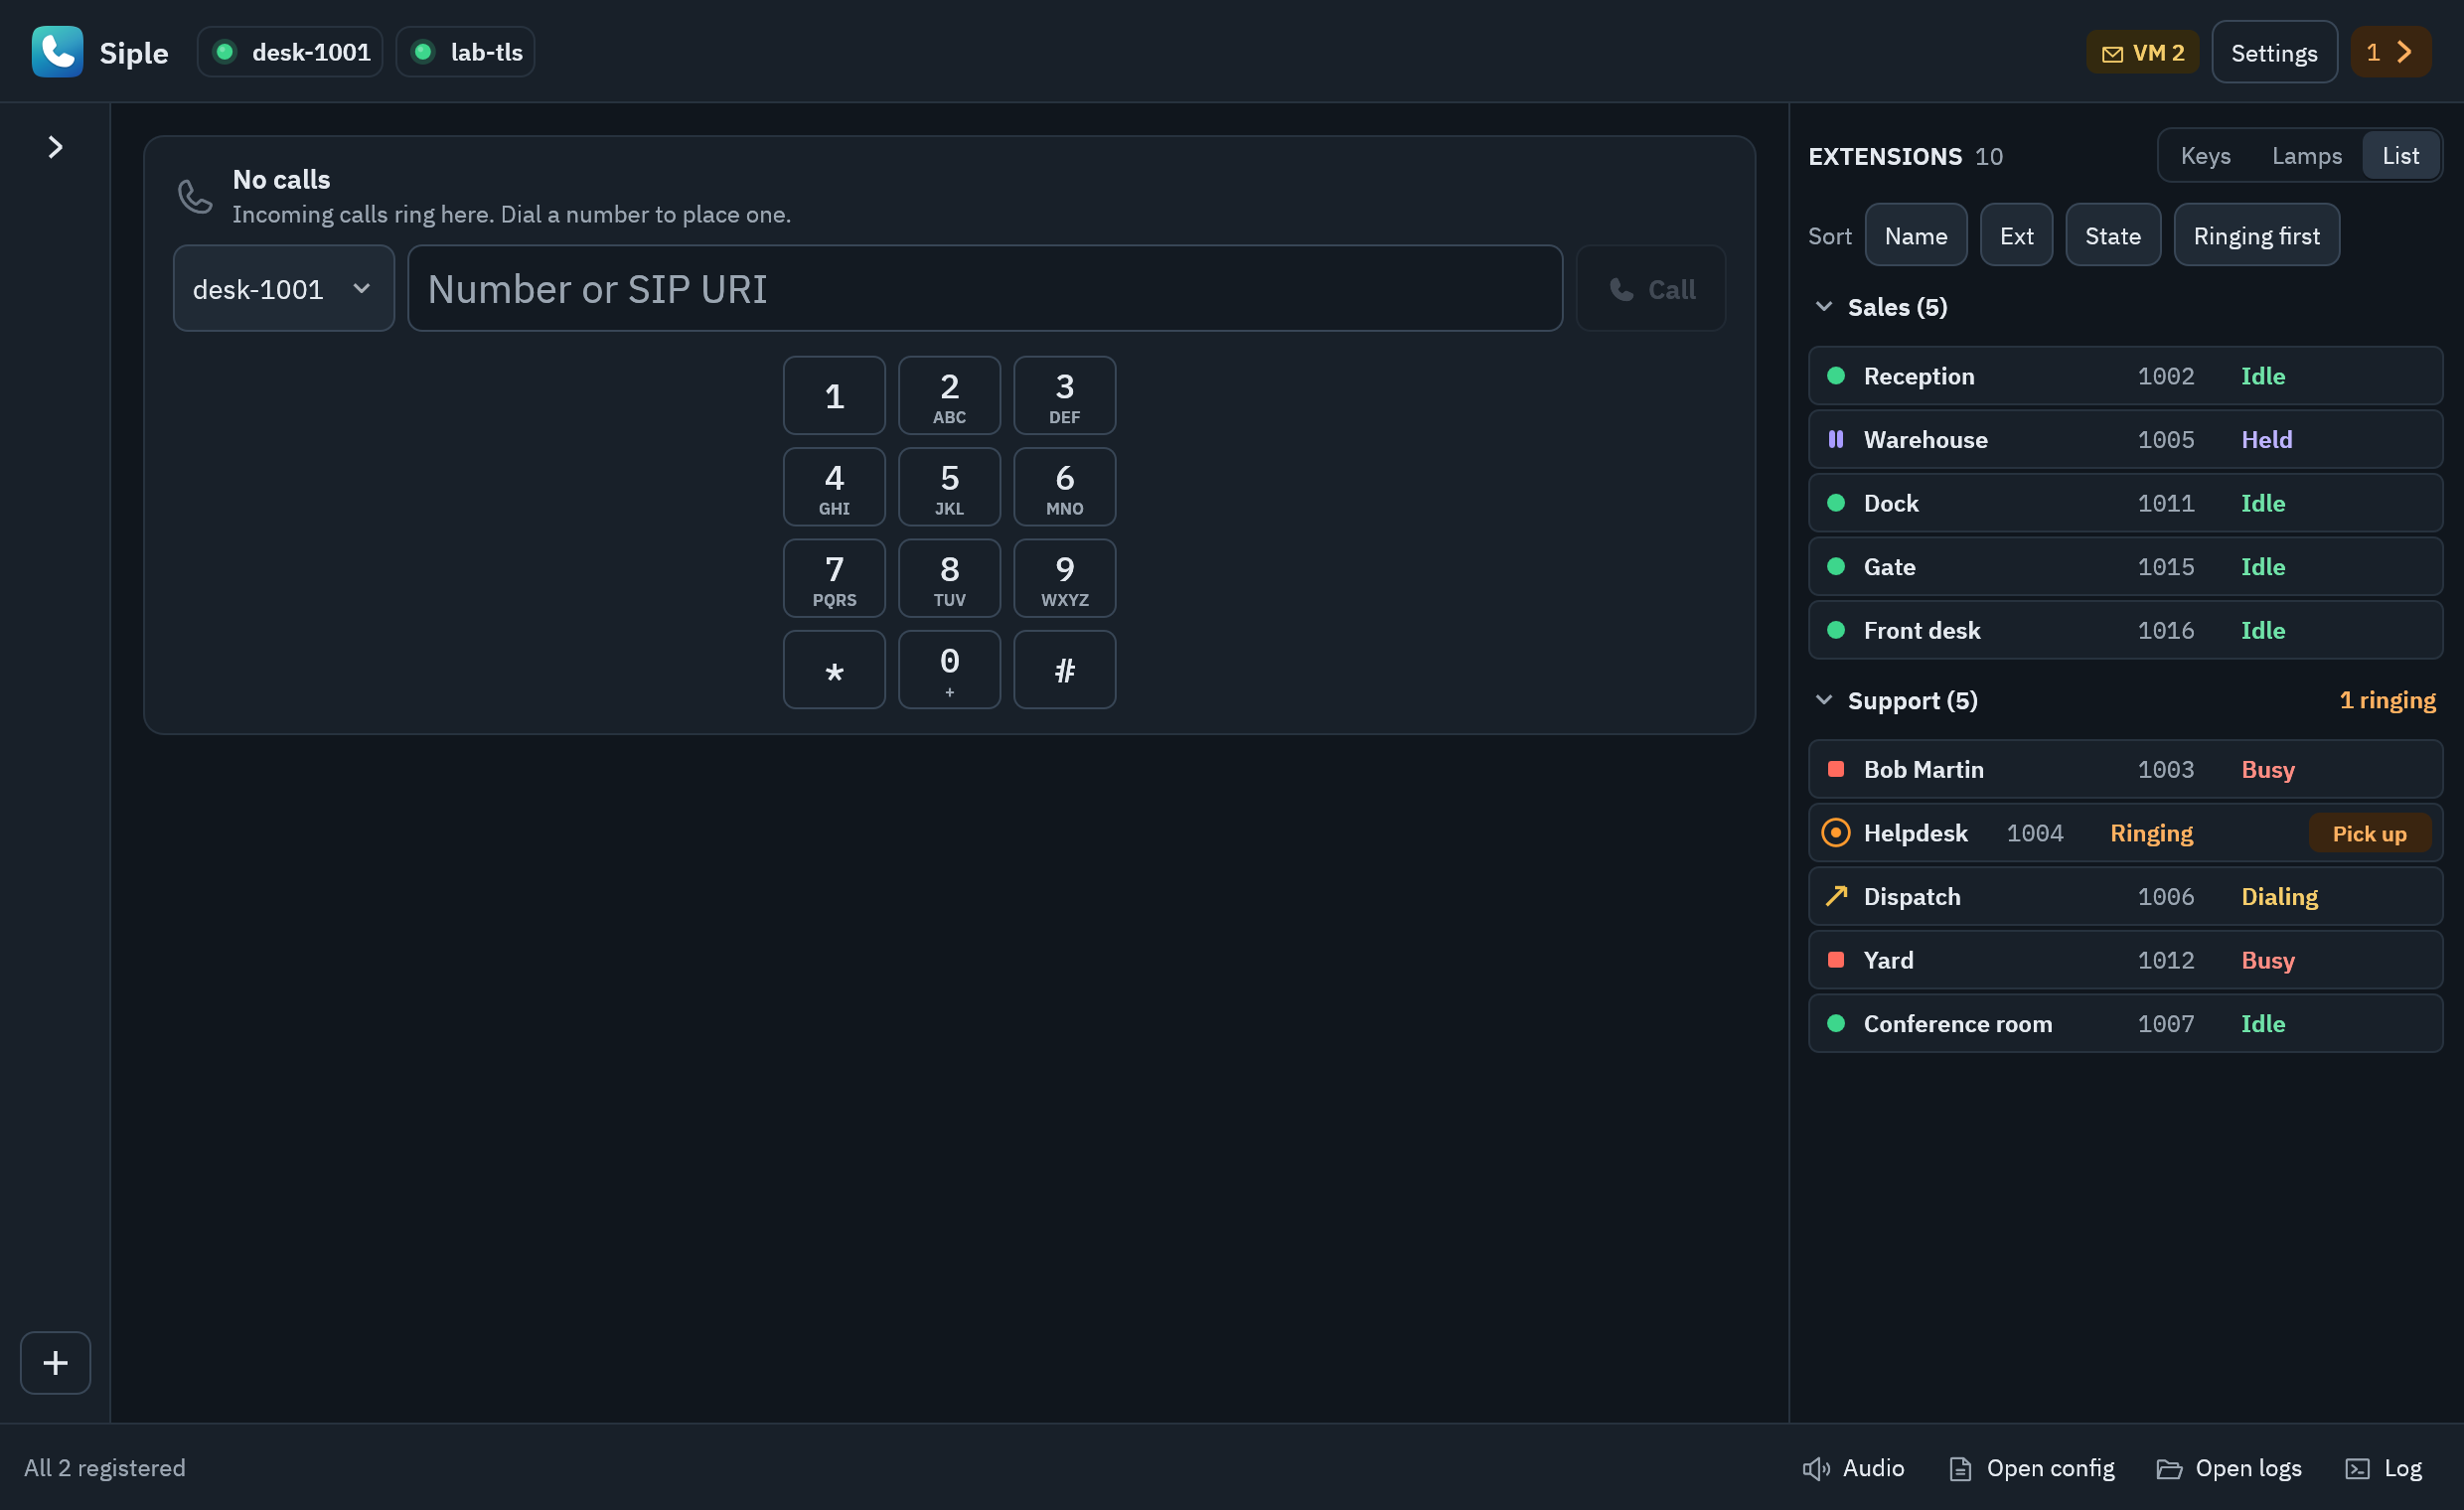 Siple
desk-1001
lab-tls
VM 2
Settings
1
No calls
Incoming calls ring here. Dial a number to place one.
desk-1001
Number or SIP URI
Call
1
2
ABC
3
DEF
4
GHI
5
JKL
6
MNO
7
PQRS
8
TUV
9
WXYZ
*
0
+
#
EXTENSIONS 10
Keys Lamps List
Sort Name Ext State Ringing first
Sales (5)
Reception 1002 Idle
Warehouse 1005 Held
Dock 1011 Idle
Gate 1015 Idle
Front desk 1016 Idle
Support (5) 1 ringing
Bob Martin 1003 Busy
Helpdesk 1004 Ringing Pick up
Dispatch 1006 Dialing
Yard 1012 Busy
Conference room 1007 Idle
All 2 registered
Audio
Open config
Open logs
Log